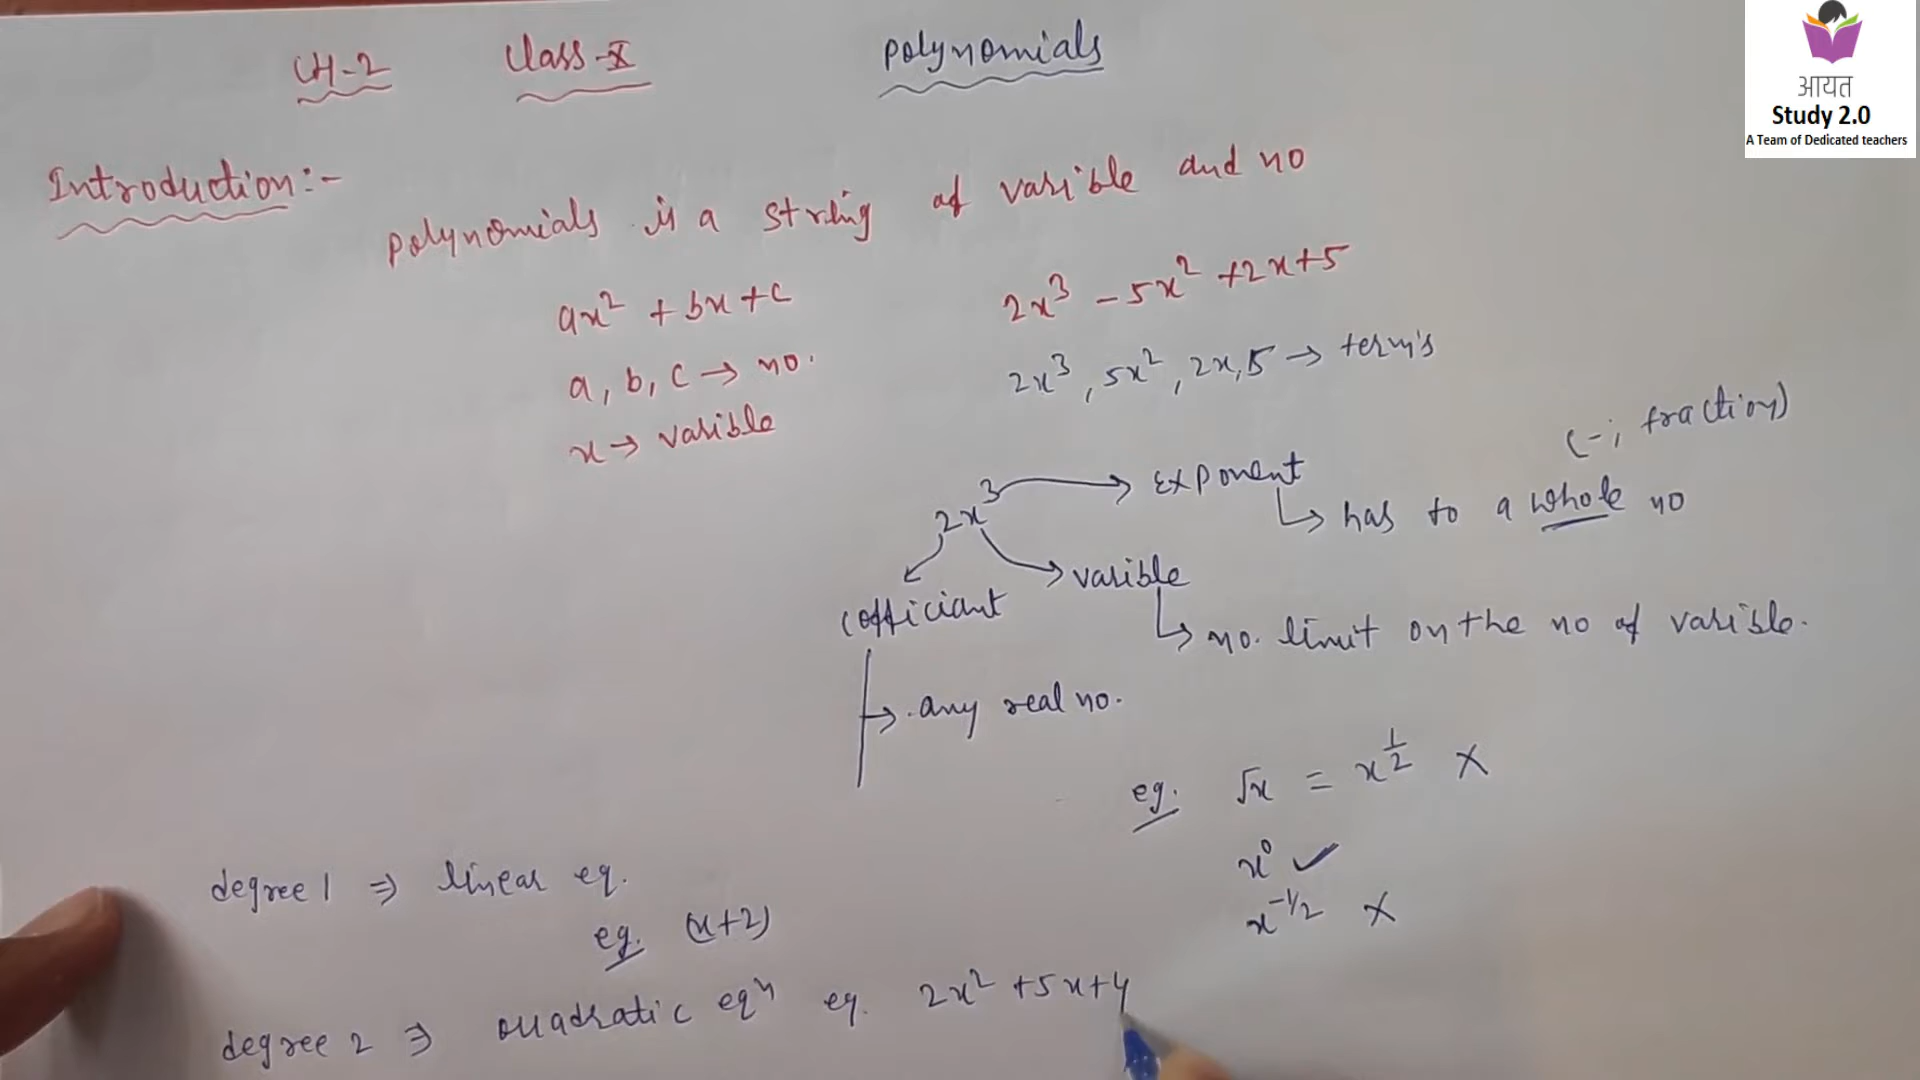 CH-2 Class-X Polynomials
आयत
Study 2.0
A Team of Dedicated teachers
Introduction:-
Polynomials is a string of varible and no
ax² + bx + c
2x³ - 5x² + 2x + 5
a, b, c → no.
2x³, 5x², 2x, 5 → term's
x → varible
(-, fraction)
2x³ → Exponent
↳ has to a whole no
→ varible
cofficiant
↳ no. limit on the no of varible.
→ any real no.
eg. √x = x^1/2 ×
x⁰ ✓
x^-1/2 ×
degree 1 ⇒ linear eq.
eg. (x+2)
degree 2 ⇒ quadratic eqⁿ eg. 2x² + 5x + 4